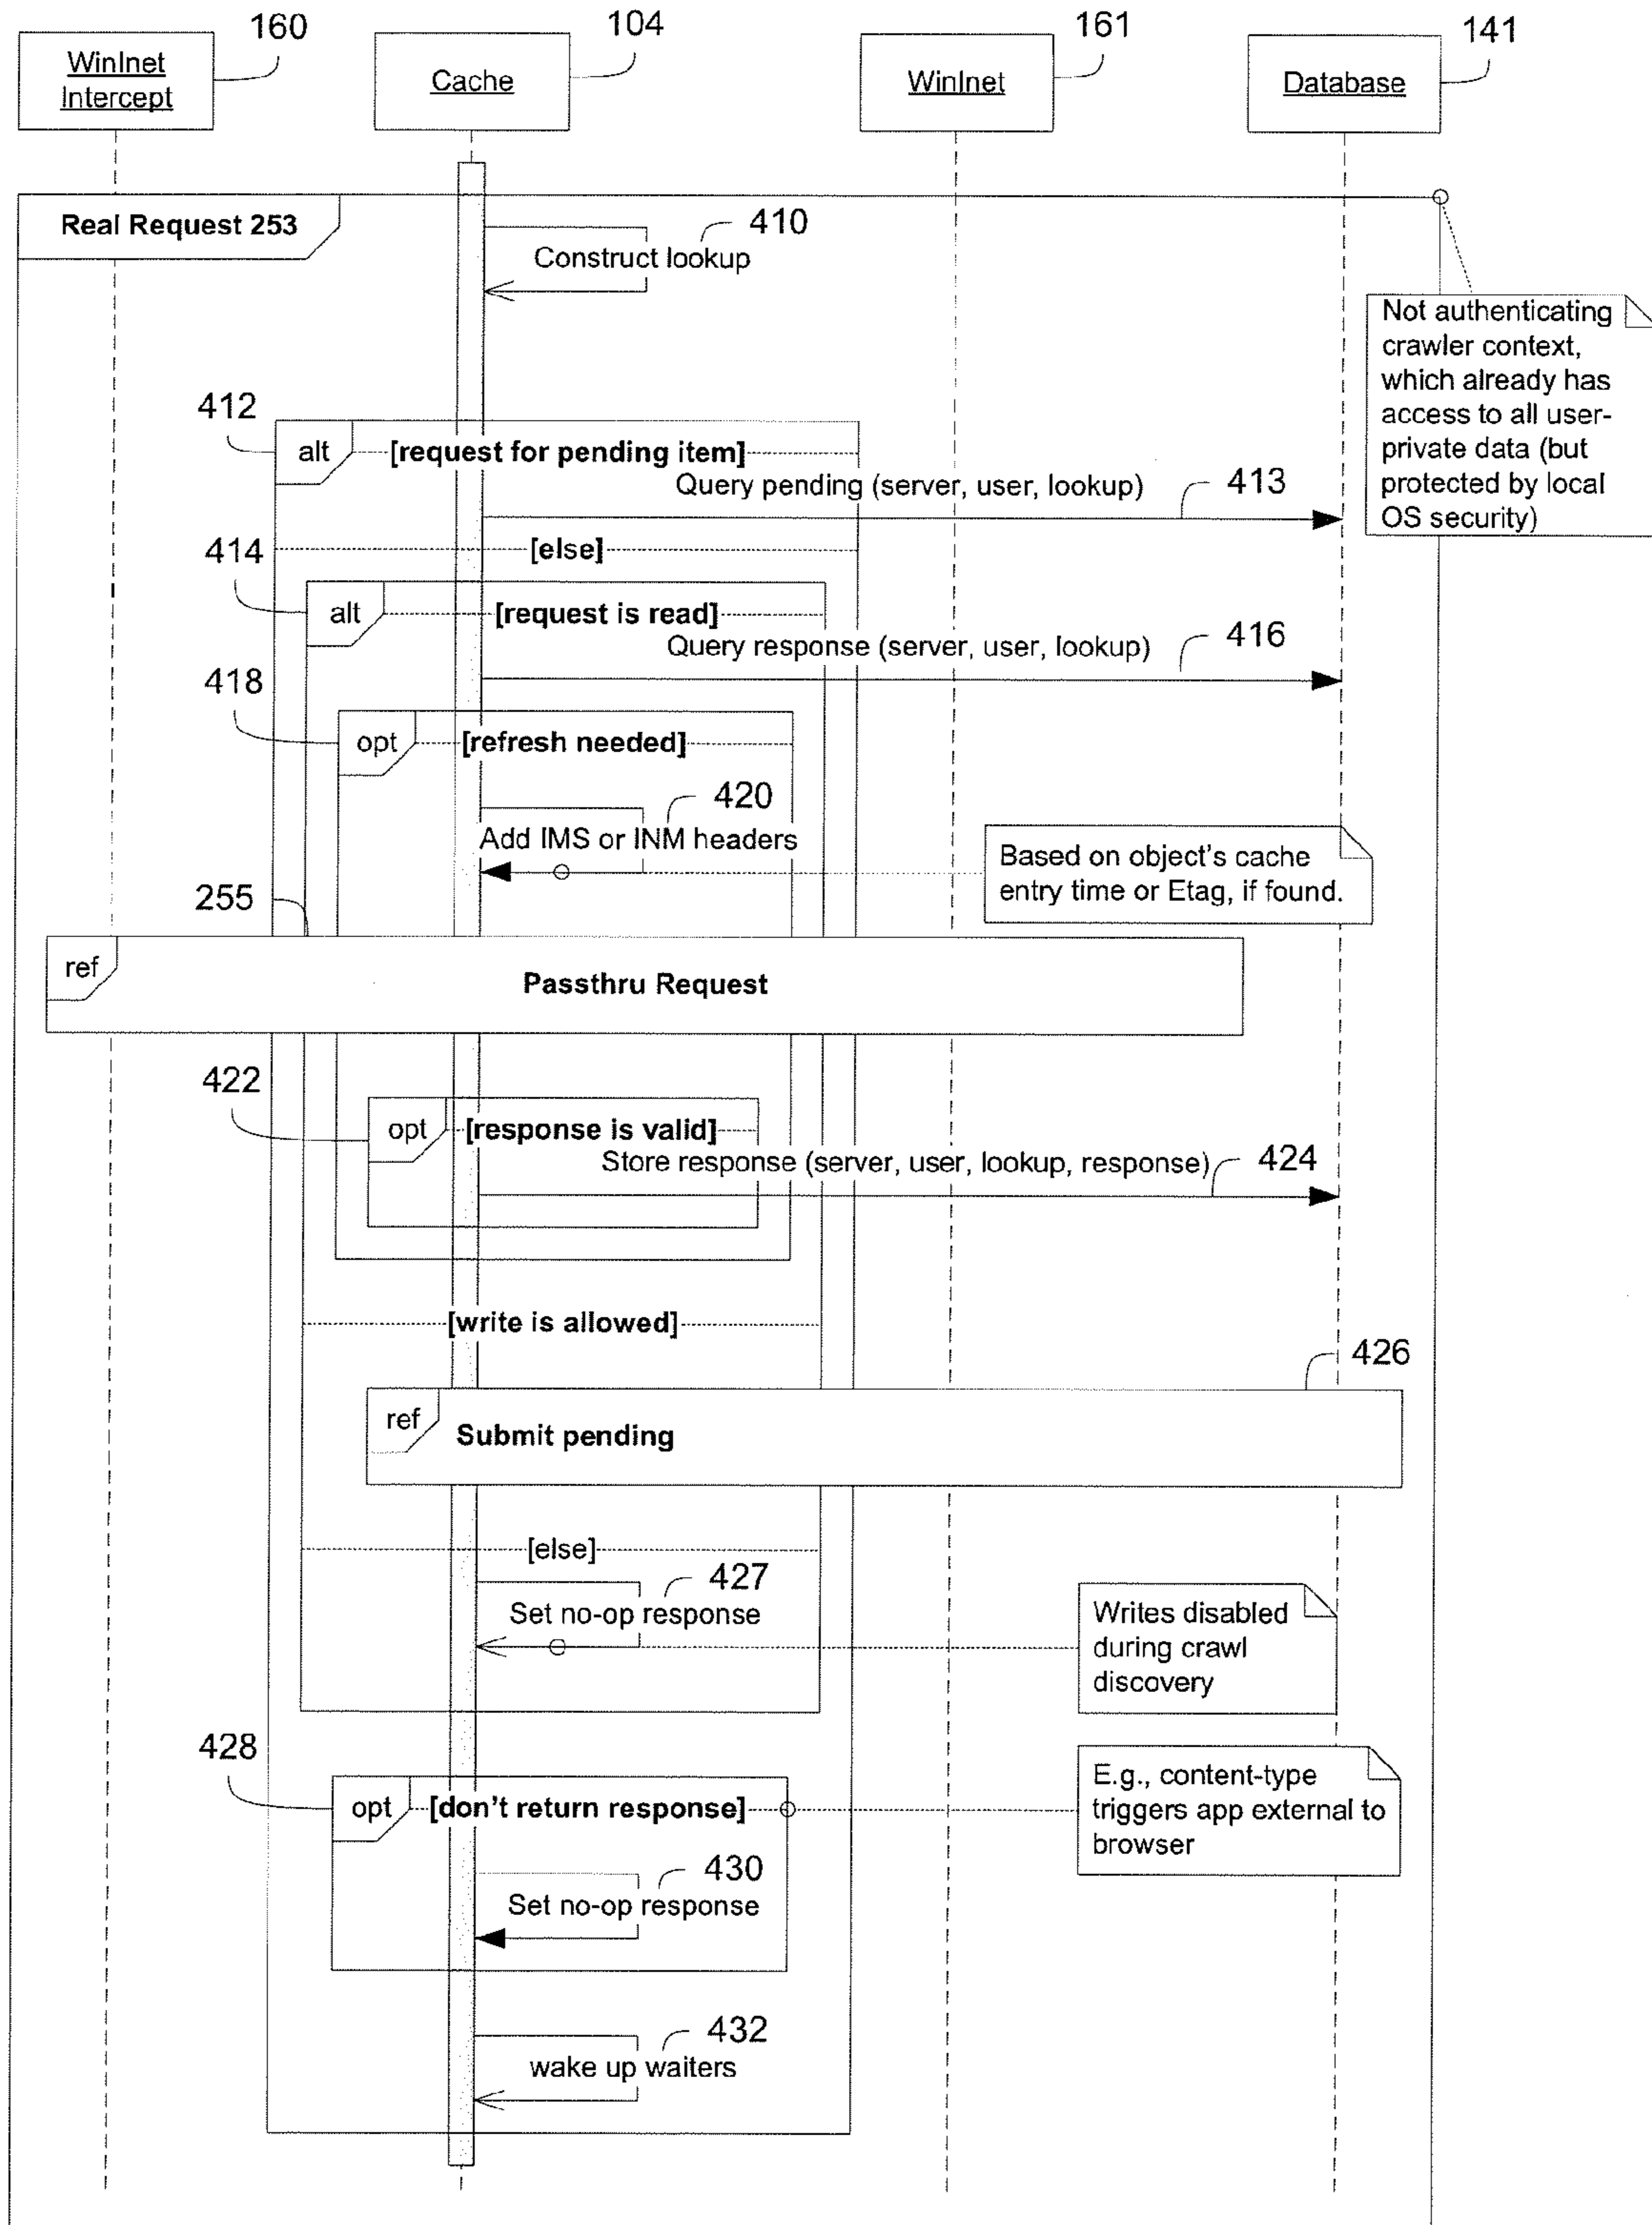 160
104
161
141
WinInet
Intercept
Cache
WinInet
Database
Real Request 253
410
Construct lookup
Not authenticating
crawler context,
which already has
access to all user-
private data (but
protected by local
OS security)
412
alt
[request for pending item]
Query pending (server, user, lookup)
413
414
[else]
alt
[request is read]
Query response (server, user, lookup)
416
418
opt
[refresh needed]
420
Add IMS or INM headers
Based on object's cache
entry time or Etag, if found.
255
ref
Passthru Request
422
opt
[response is valid]
Store response (server, user, lookup, response)
424
[write is allowed]
426
ref
Submit pending
[else]
427
Set no-op response
Writes disabled
during crawl
discovery
428
opt
[don't return response]
E.g., content-type
triggers app external to
browser
430
Set no-op response
432
wake up waiters